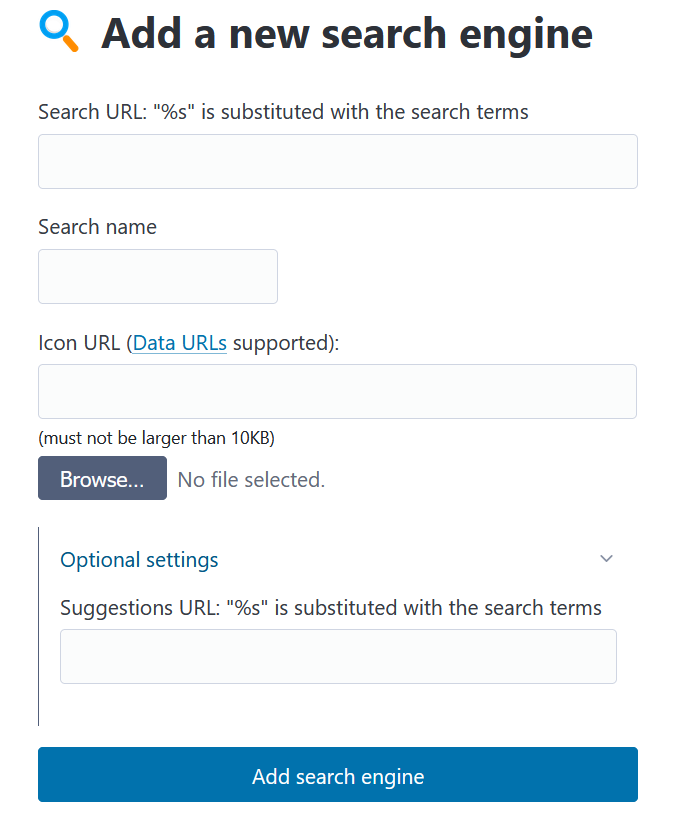 Add a new search engine
Search URL: "%s" is substituted with the search terms
Search name
Icon URL (Data URLs supported):
(must not be larger than 10KB)
Browse... No file selected.
Optional settings
Suggestions URL: "%s" is substituted with the search terms
Add search engine